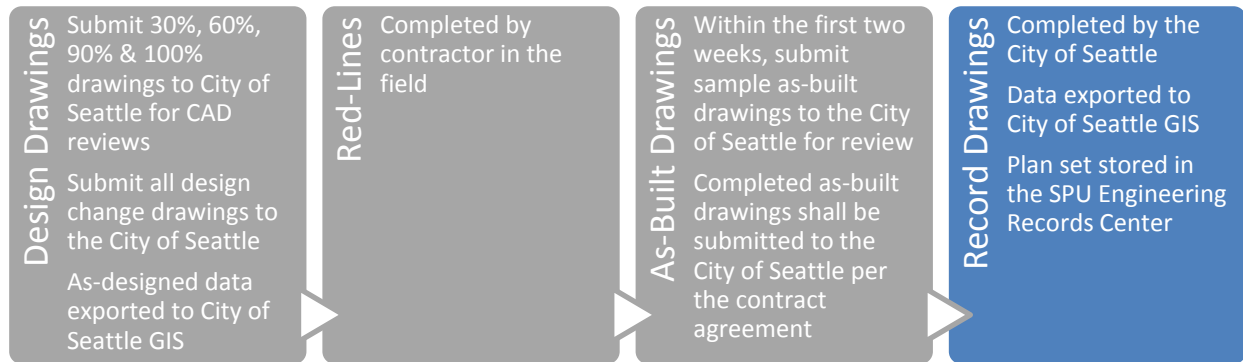 Design Drawings
Submit 30%, 60%,
90% & 100%
drawings to City of
Seattle for CAD
reviews
Submit all design
change drawings to
the City of Seattle
As-designed data
exported to City of
Seattle GIS
Red-Lines
Completed by
contractor in the
field
As-Built Drawings
Within the first two
weeks, submit
sample as-built
drawings to the City
of Seattle for review
Completed as-built
drawings shall be
submitted to the
City of Seattle per
the contract
agreement
Record Drawings
Completed by the
City of Seattle
Data exported to
City of Seattle GIS
Plan set stored in
the SPU Engineering
Records Center